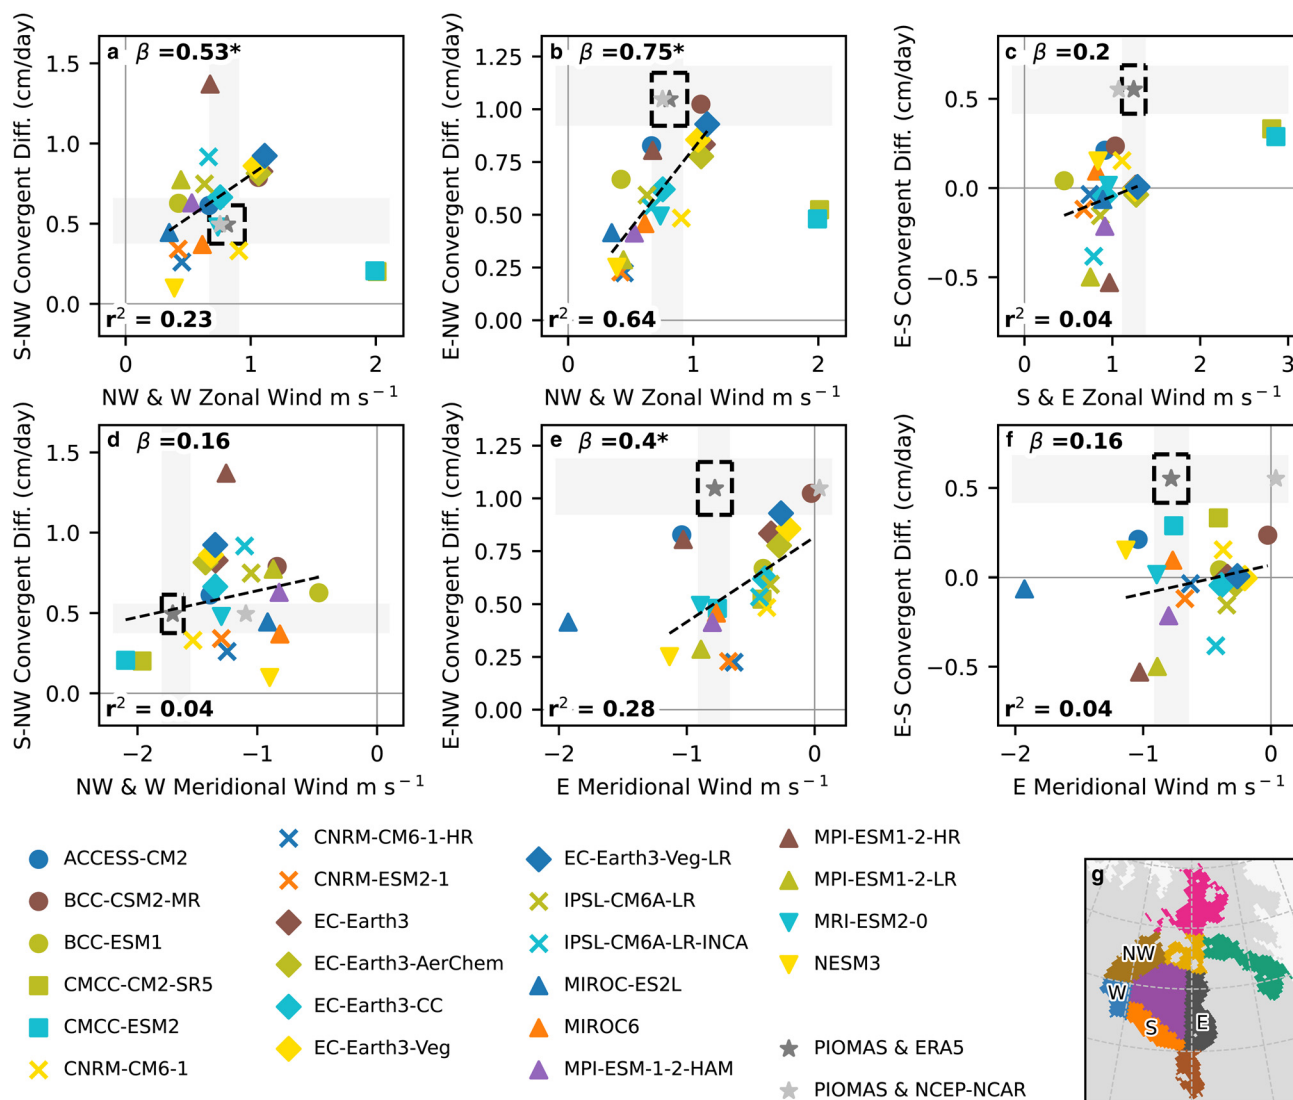 a β =0.53*
S-NW Convergent Diff. (cm/day)
1.5
1.0
0.5
0.0
r² = 0.23
0 1 2
NW & W Zonal Wind m s⁻¹
b β =0.75*
E-NW Convergent Diff. (cm/day)
1.25
1.00
0.75
0.50
0.25
0.00
r² = 0.64
0 1 2
NW & W Zonal Wind m s⁻¹
c β =0.2
E-S Convergent Diff. (cm/day)
0.5
0.0
−0.5
r² = 0.04
0 1 2 3
S & E Zonal Wind m s⁻¹
d β =0.16
S-NW Convergent Diff. (cm/day)
1.5
1.0
0.5
0.0
r² = 0.04
−2 −1 0
NW & W Meridional Wind m s⁻¹
e β =0.4*
E-NW Convergent Diff. (cm/day)
1.25
1.00
0.75
0.50
0.25
0.00
r² = 0.28
−2 −1 0
E Meridional Wind m s⁻¹
f β =0.16
E-S Convergent Diff. (cm/day)
0.5
0.0
−0.5
r² = 0.04
−2 −1 0
E Meridional Wind m s⁻¹
ACCESS-CM2
BCC-CSM2-MR
BCC-ESM1
CMCC-CM2-SR5
CMCC-ESM2
CNRM-CM6-1
CNRM-CM6-1-HR
CNRM-ESM2-1
EC-Earth3
EC-Earth3-AerChem
EC-Earth3-CC
EC-Earth3-Veg
EC-Earth3-Veg-LR
IPSL-CM6A-LR
IPSL-CM6A-LR-INCA
MIROC-ES2L
MIROC6
MPI-ESM-1-2-HAM
MPI-ESM1-2-HR
MPI-ESM1-2-LR
MRI-ESM2-0
NESM3
PIOMAS & ERA5
PIOMAS & NCEP-NCAR
g
NW
W
S
E